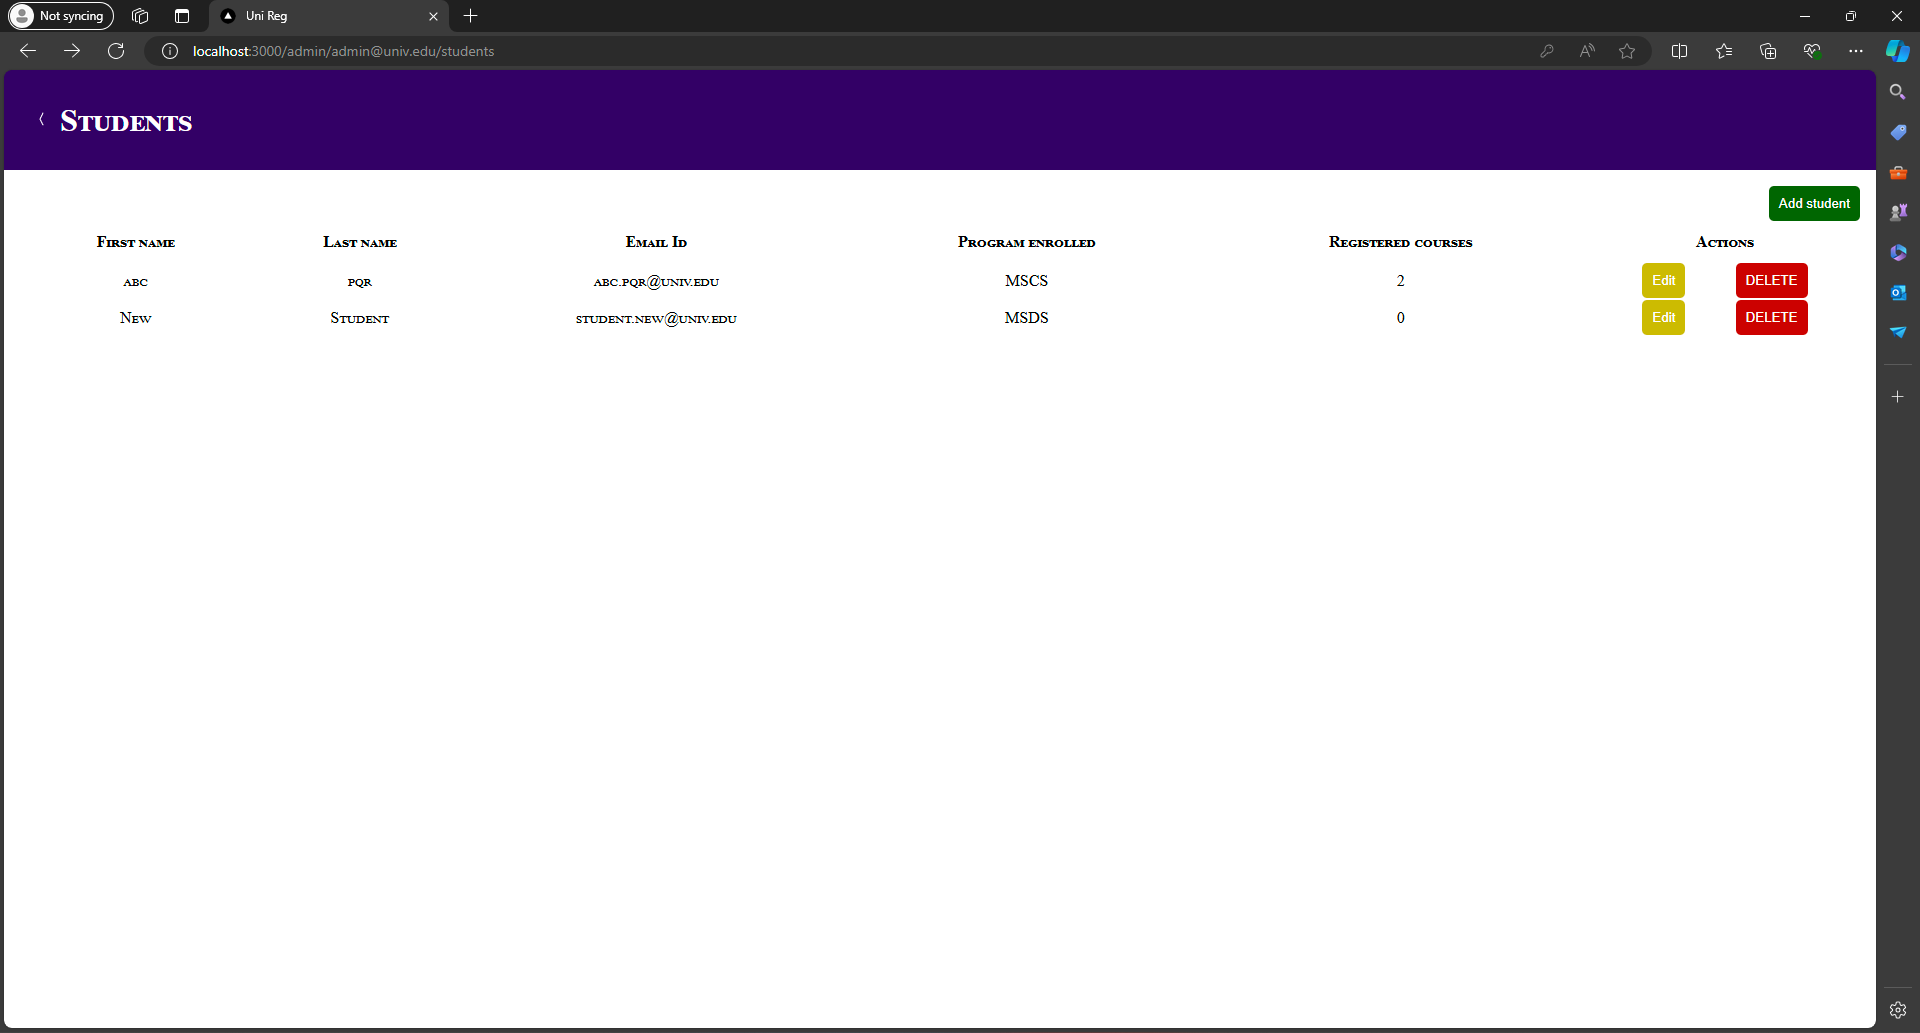 Not syncing
Uni Reg
localhost:3000/admin/admin@univ.edu/students
Students
Add student
First name Last name Email Id Program enrolled Registered courses Actions
abc pqr abc.pqr@univ.edu MSCS 2 Edit DELETE
New Student student.new@univ.edu MSDS 0 Edit DELETE